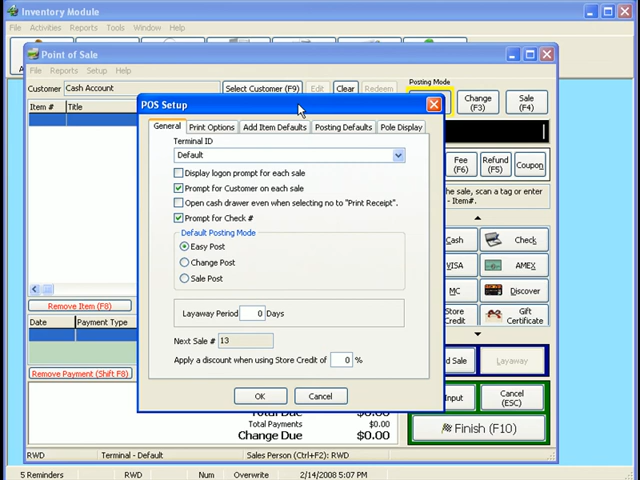 Inventory Module
File Activities Reports Tools Window Help
Point of Sale
File Reports Setup Help
Customer Cash Account Select Customer (F9) Edit Clear Redeem
Posting Mode
Change (F3)
Sale (F4)
Item # Title
POS Setup
General Print Options Add Item Defaults Posting Defaults Pole Display
Terminal ID
Default
Display logon prompt for each sale
Prompt for Customer on each sale
Open cash drawer even when selecting no to "Print Receipt".
Prompt for Check #
Default Posting Mode
Easy Post
Change Post
Sale Post
Layaway Period 0 Days
Next Sale # 13
Apply a discount when using Store Credit of 0 %
OK Cancel
Fee (F6)
Refund (F5)
Coupon
the sale, scan a tag or enter
- Item#.
Cash Check
VISA AMEX
MC Discover
Store Credit
Gift Certificate
Remove Item (F8)
Date Payment Type
Remove Payment (Shift F8)
d Sale Layaway
Input
Cancel (ESC)
Finish (F10)
Total Due $0.00
Total Payments $0.00
Change Due $0.00
RWD Terminal - Default Sales Person (Ctrl+F2): RWD
5 Reminders RWD Num Overwrite 2/14/2008 5:07 PM